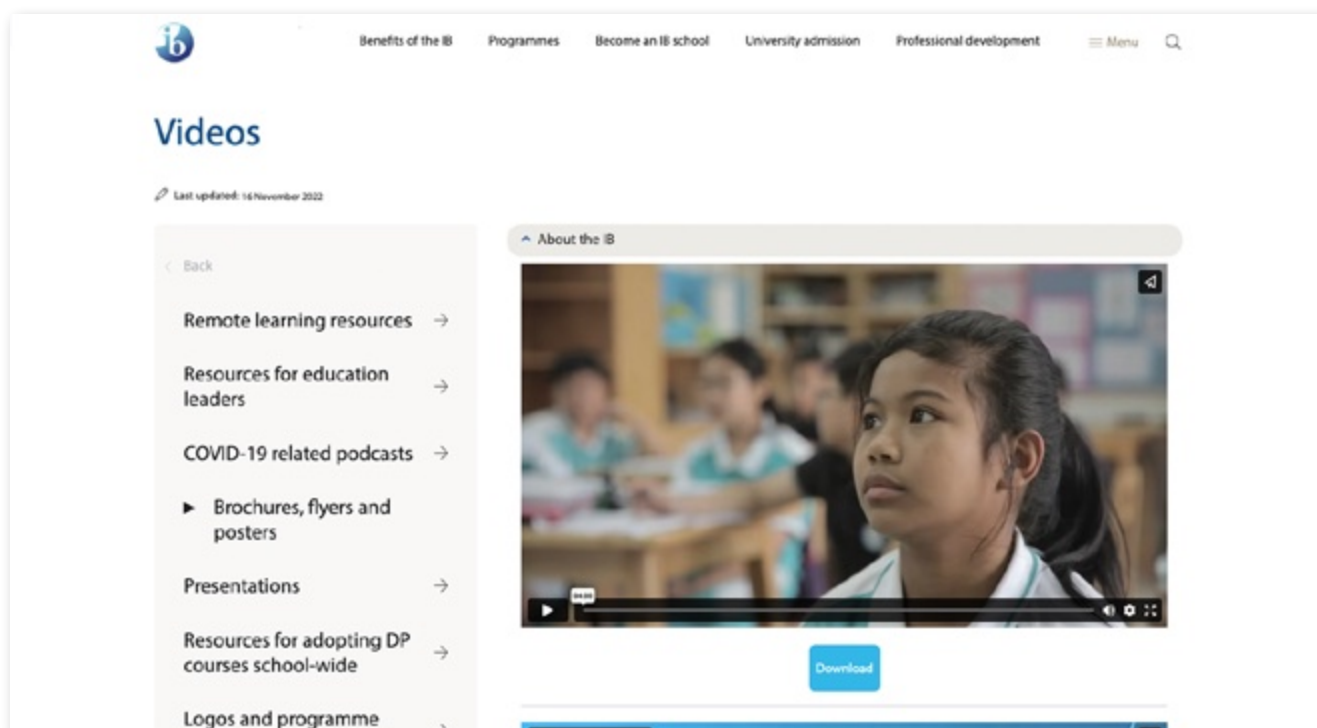 ib
Benefits of the IB
Programmes
Become an IB school
University admission
Professional development
Menu
Videos
Last updated: 16 November 2022
Back
Remote learning resources
Resources for education
leaders
COVID-19 related podcasts
Brochures, flyers and
posters
Presentations
Resources for adopting DP
courses school-wide
Logos and programme
About the IB
04:00
Download